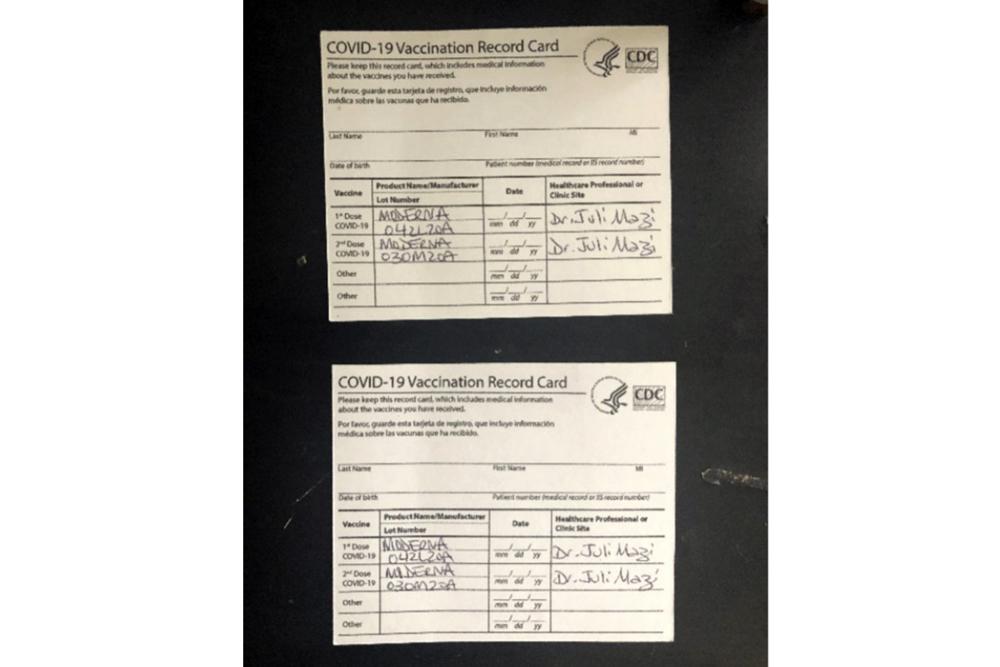 COVID-19 Vaccination Record Card
CDC
Please keep this record card, which includes medical information
about the vaccines you have received.
Por favor, guarde esta tarjeta de registro, que incluye información
médica sobre las vacunas que ha recibido.
Last Name First Name MI
Date of birth Patient number (medical record or IIS record number)
Vaccine Product Name/Manufacturer Date Healthcare Professional or
Lot Number Clinic Site
1st Dose MODERNA
COVID-19 042L20A mm dd yy Dr. Juli Mazi
2nd Dose MODERNA
COVID-19 030M20A mm dd yy Dr. Juli Mazi
Other mm dd yy
Other mm dd yy
COVID-19 Vaccination Record Card
CDC
Please keep this record card, which includes medical information
about the vaccines you have received.
Por favor, guarde esta tarjeta de registro, que incluye información
médica sobre las vacunas que ha recibido.
Last Name First Name MI
Date of birth Patient number (medical record or IIS record number)
Vaccine Product Name/Manufacturer Date Healthcare Professional or
Lot Number Clinic Site
1st Dose MODERNA
COVID-19 042L20A mm dd yy Dr. Juli Mazi
2nd Dose MODERNA
COVID-19 030M20A mm dd yy Dr. Juli Mazi
Other mm dd yy
Other mm dd yy